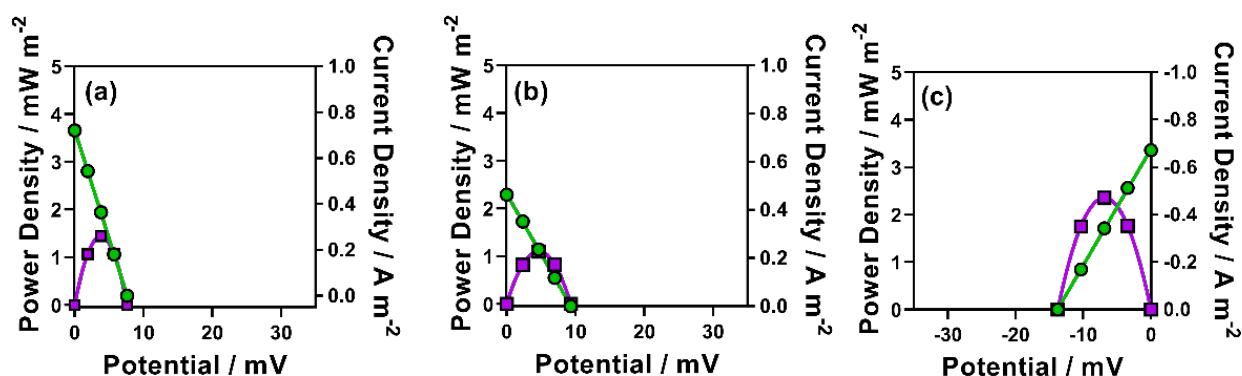 (a)
Power Density / mW m-2
5
4
3
2
1
0
0 10 20 30
Potential / mV
1.0
0.8
0.6
0.4
0.2
0.0
Current Density / A m-2
(b)
Power Density / mW m-2
5
4
3
2
1
0
0 10 20 30
Potential / mV
1.0
0.8
0.6
0.4
0.2
0.0
Current Density / A m-2
(c)
Power Density / mW m-2
5
4
3
2
1
0
-30 -20 -10 0
Potential / mV
-1.0
-0.8
-0.6
-0.4
-0.2
0.0
Current Density / A m-2